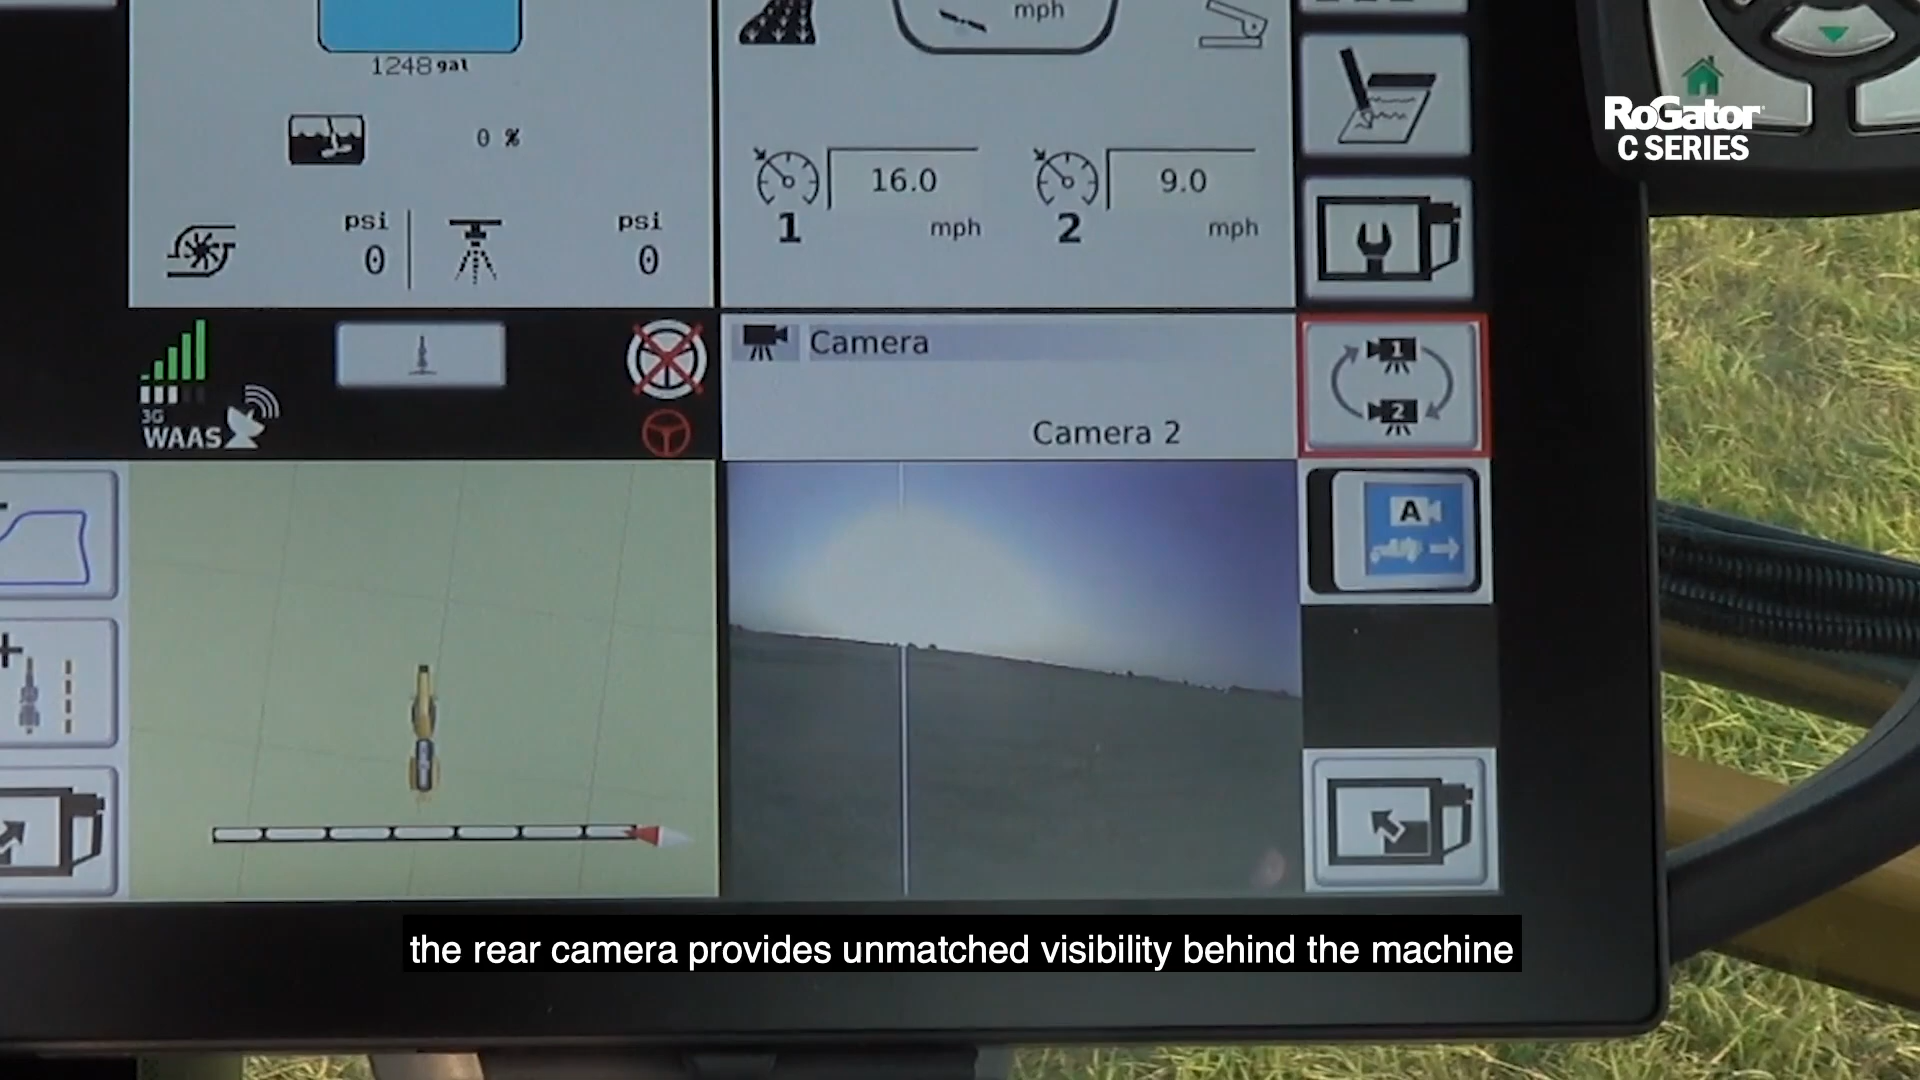 mph
1248 gal
RoGator
C SERIES
0 %
16.0
9.0
psi
psi
1
mph
2
mph
0
0
Camera
1
3G
WAAS
2
Camera 2
A
the rear camera provides unmatched visibility behind the machine